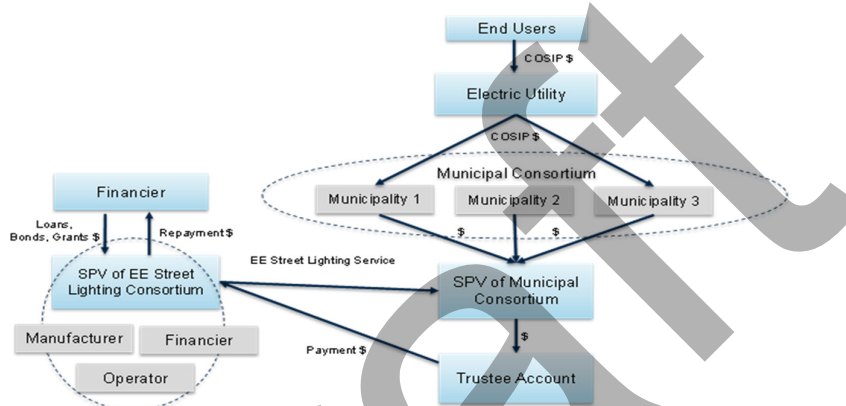 End Users
COSIP $
Electric Utility
COSIP $
Municipal Consortium
Municipality 1
Municipality 2
Municipality 3
$
$
Financier
Loans,
Bonds, Grants $
Repayment $
SPV of EE Street
Lighting Consortium
EE Street Lighting Service
SPV of Municipal
Consortium
Manufacturer
Financier
Operator
Payment $
$
Trustee Account